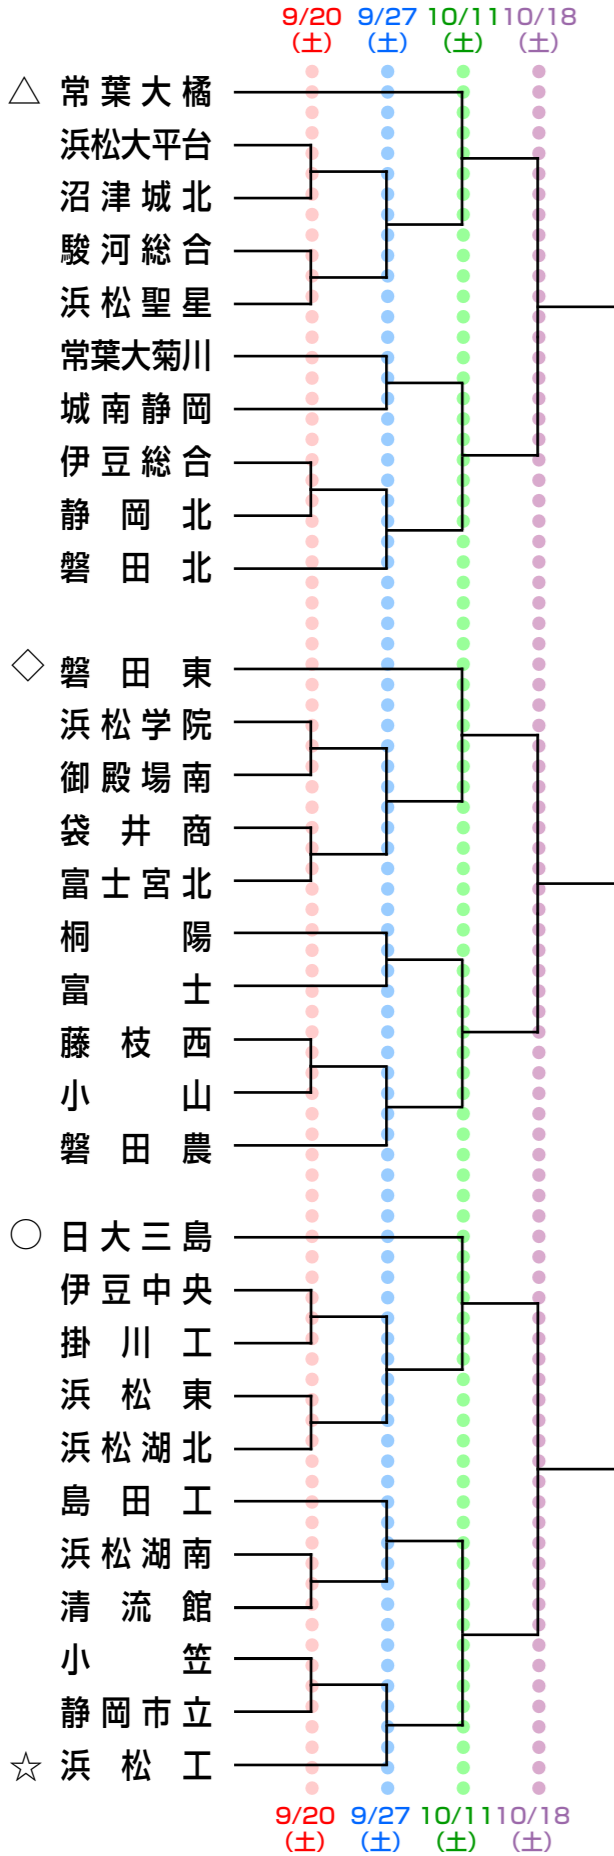 9/20 9/27 10/11 10/18
(土) (土) (土) (土)
△ 常葉大橘
浜松大平台
沼津城北
駿河総合
浜松聖星
常葉大菊川
城南静岡
伊豆総合
静岡北
磐田北
◇ 磐田東
浜松学院
御殿場南
袋井商
富士宮北
桐陽
富士
藤枝西
小山
磐田農
○ 日大三島
伊豆中央
掛川工
浜松東
浜松湖北
島田工
浜松湖南
清流館
小笠
静岡市立
☆ 浜松工
9/20 9/27 10/11 10/18
(土) (土) (土) (土)